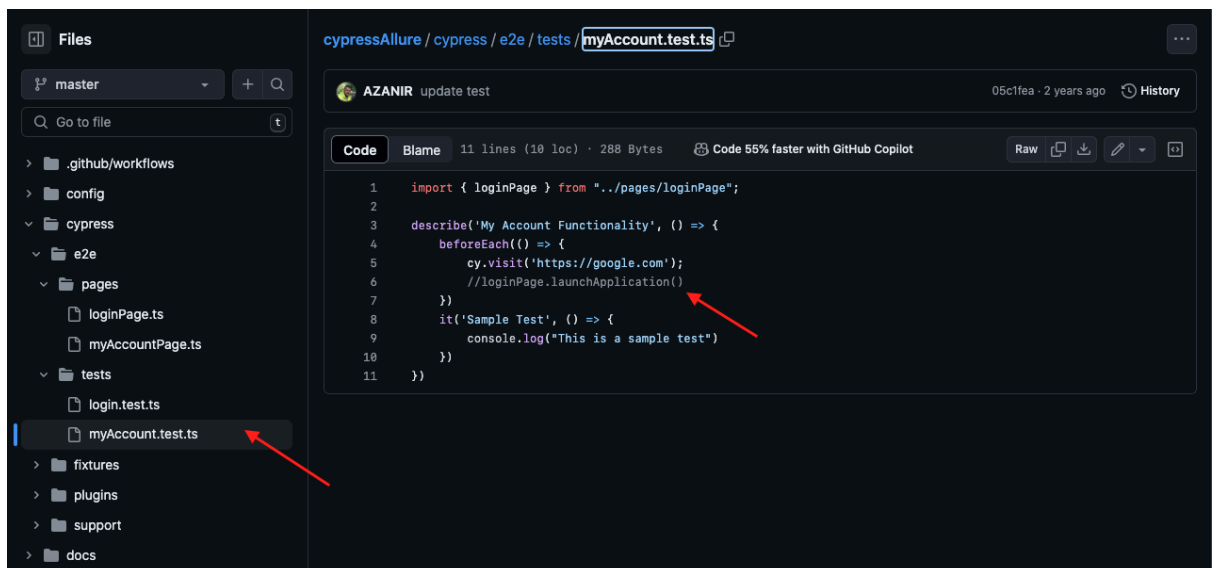 Files
master
Go to file
t
.github/workflows
config
cypress
e2e
pages
loginPage.ts
myAccountPage.ts
tests
login.test.ts
myAccount.test.ts
fixtures
plugins
support
docs
cypressAllure / cypress / e2e / tests / myAccount.test.ts
AZANIR update test
05c1fea · 2 years ago History
Code Blame 11 lines (10 loc) · 288 Bytes Code 55% faster with GitHub Copilot Raw
1 import { loginPage } from "../pages/loginPage";
2
3 describe('My Account Functionality', () => {
4     beforeEach(() => {
5         cy.visit('https://google.com');
6         //loginPage.launchApplication()
7     })
8     it('Sample Test', () => {
9         console.log("This is a sample test")
10     })
11 })